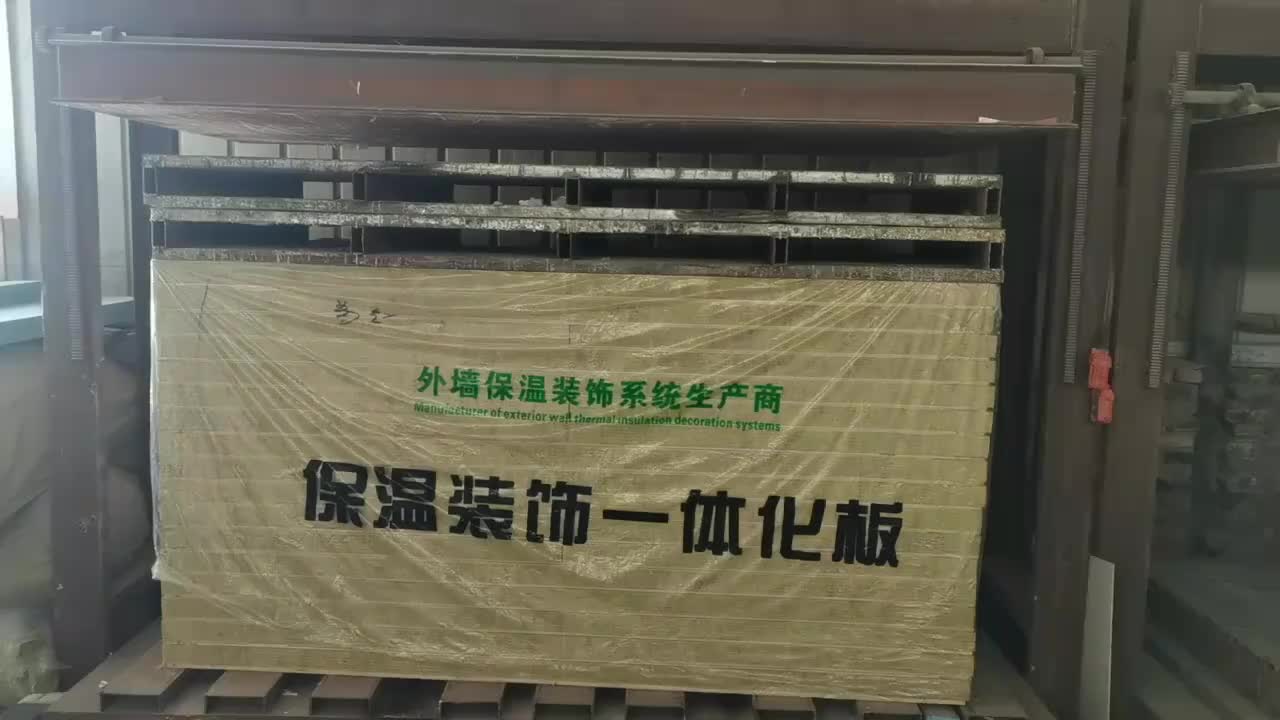 外墙保温装饰系统生产商
Manufacturer of exterior wall thermal insulation decoration systems
保温装饰一体化板